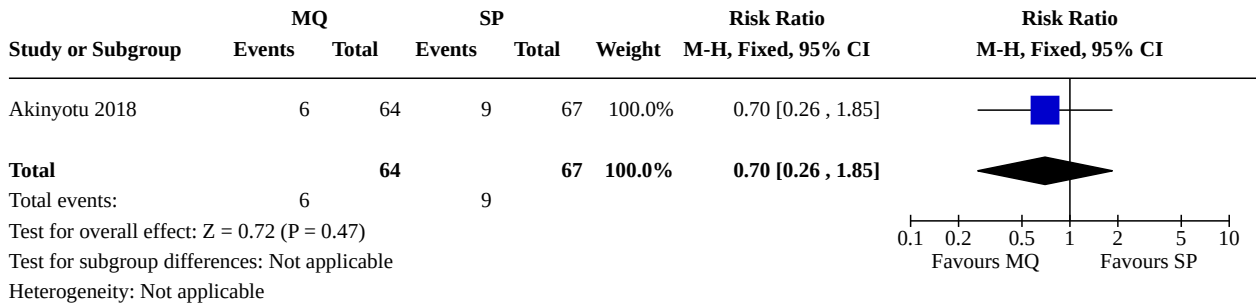 MQ SP Risk Ratio Risk Ratio
Study or Subgroup Events Total Events Total Weight M-H, Fixed, 95% CI M-H, Fixed, 95% CI
Akinyotu 2018 6 64 9 67 100.0% 0.70 [0.26 , 1.85]
Total 64 67 100.0% 0.70 [0.26 , 1.85]
Total events: 6 9
Test for overall effect: Z = 0.72 (P = 0.47)
0.1 0.2 0.5 1 2 5 10
Test for subgroup differences: Not applicable
Favours MQ Favours SP
Heterogeneity: Not applicable